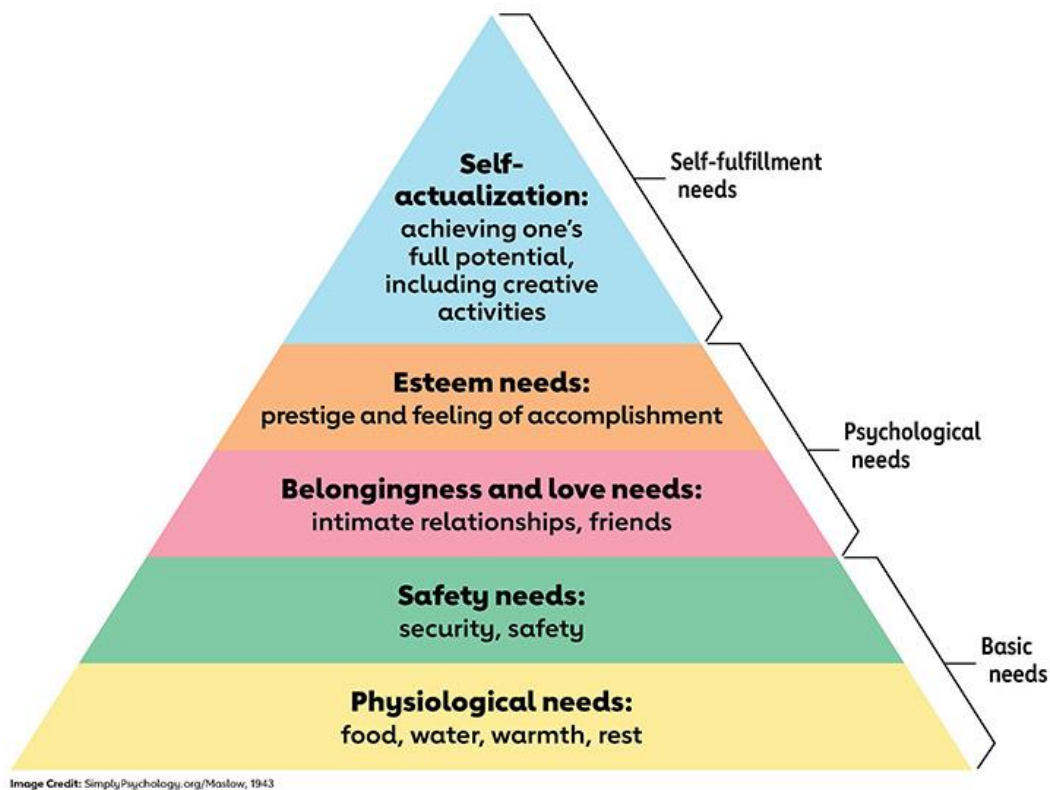 Self-
actualization:
achieving one's
full potential,
including creative
activities
Self-fulfillment
needs
Esteem needs:
prestige and feeling of accomplishment
Psychological
needs
Belongingness and love needs:
intimate relationships, friends
Safety needs:
security, safety
Basic
needs
Physiological needs:
food, water, warmth, rest
Image Credit: SimplyPsychology.org/Maslow, 1943